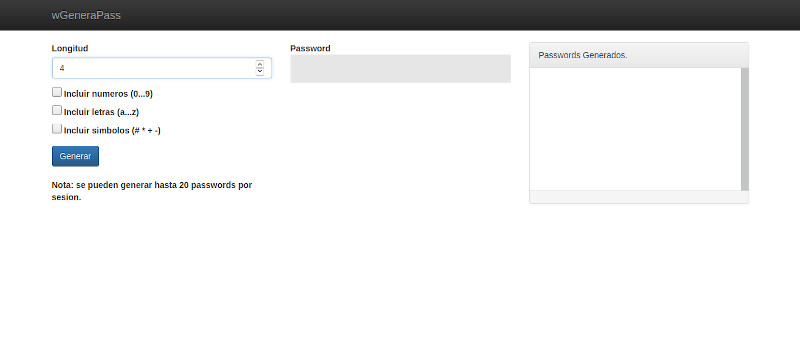 wGeneraPass
Longitud
4
Incluir numeros (0...9)
Incluir letras (a...z)
Incluir simbolos (# * + -)
Generar
Nota: se pueden generar hasta 20 passwords por
sesion.
Password
Passwords Generados.